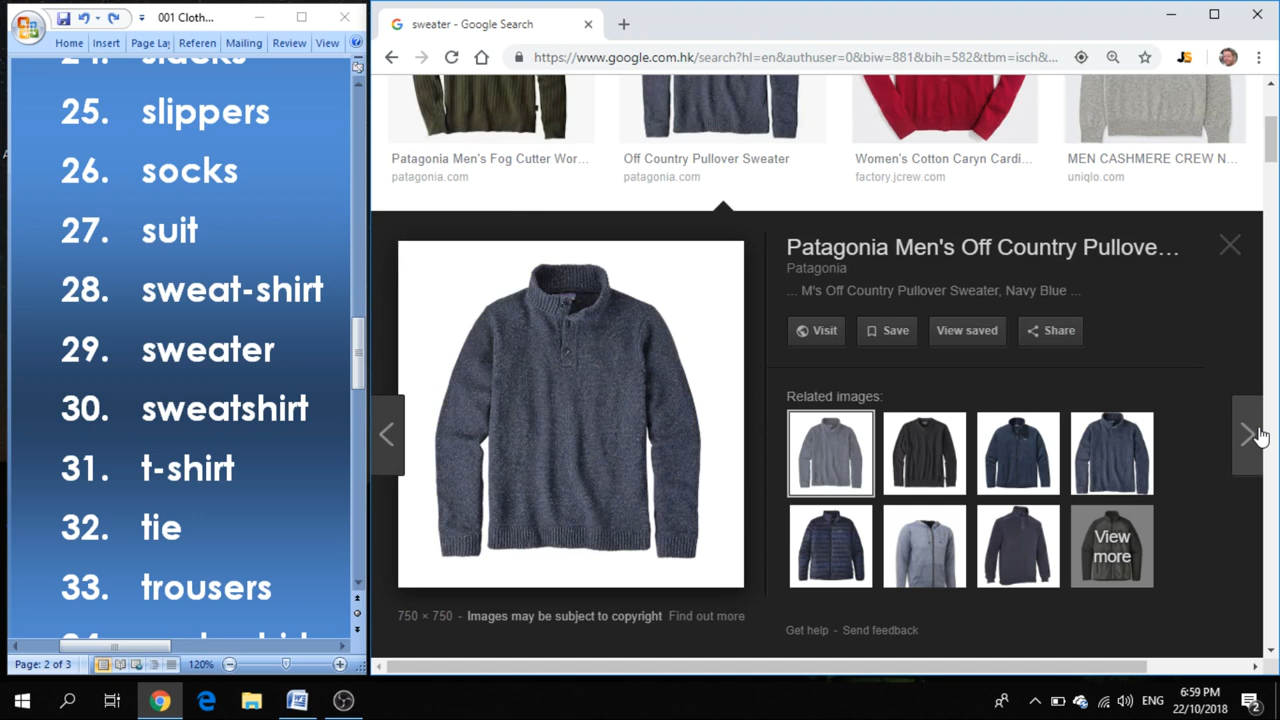 001 Cloth...
Home Insert Page La Referen Mailing Review View
25. slippers
26. socks
27. suit
28. sweat-shirt
29. sweater
30. sweatshirt
31. t-shirt
32. tie
33. trousers
Page: 2 of 3 120%
sweater - Google Search
https://www.google.com.hk/search?hl=en&authuser=0&biw=881&bih=582&tbm=isch&...
Patagonia Men's Fog Cutter Wor... Off Country Pullover Sweater Women's Cotton Caryn Cardi... MEN CASHMERE CREW N...
patagonia.com patagonia.com factory.jcrew.com uniqlo.com
Patagonia Men's Off Country Pullove...
Patagonia
... M's Off Country Pullover Sweater, Navy Blue ...
Visit Save View saved Share
Related images:
View more
750 × 750 - Images may be subject to copyright Find out more
Get help - Send feedback
ENG
6:59 PM
22/10/2018
2